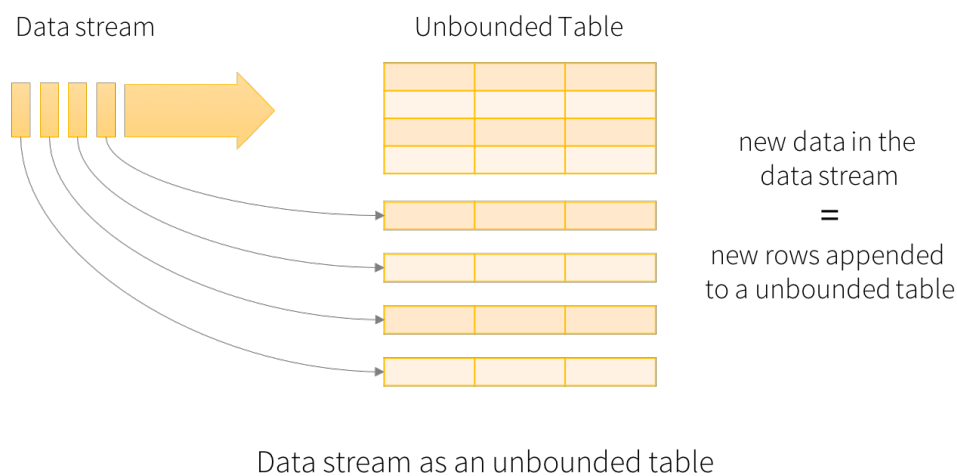 Data stream
Unbounded Table
new data in the
data stream
=
new rows appended
to a unbounded table
Data stream as an unbounded table